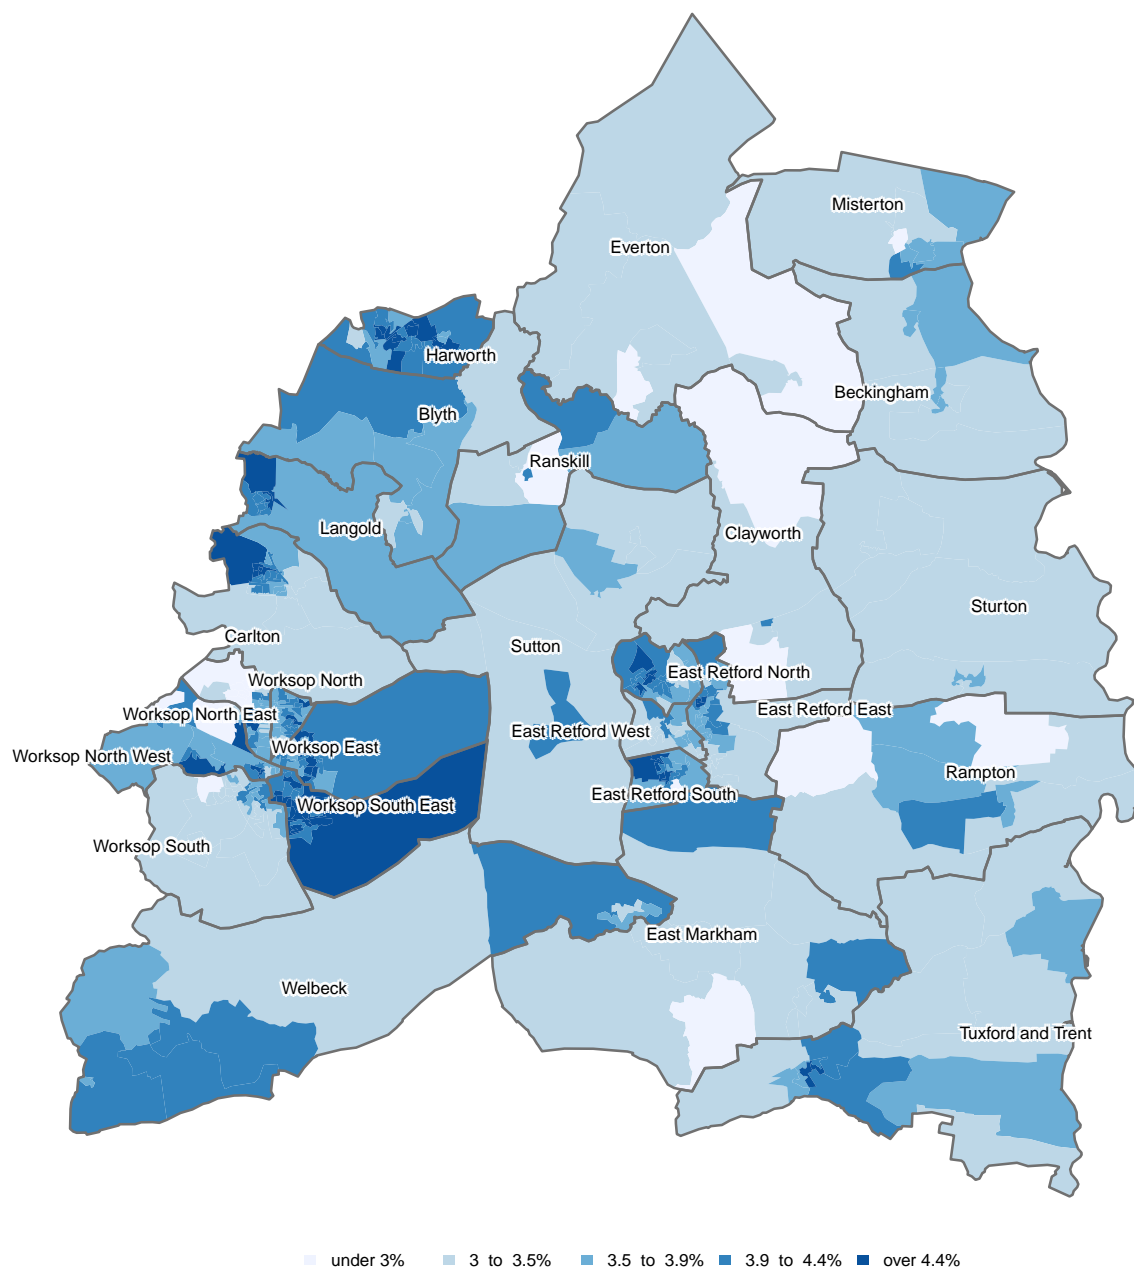 Misterton
Everton
Harworth
Beckingham
Blyth
Ranskill
Langold
Clayworth
Sturton
Carlton
Sutton
East Retford North
Worksop North
East Retford East
Worksop North East
East Retford West
Worksop East
Worksop North West
Rampton
East Retford South
Worksop South East
Worksop South
East Markham
Welbeck
Tuxford and Trent
under 3% 3 to 3.5% 3.5 to 3.9% 3.9 to 4.4% over 4.4%